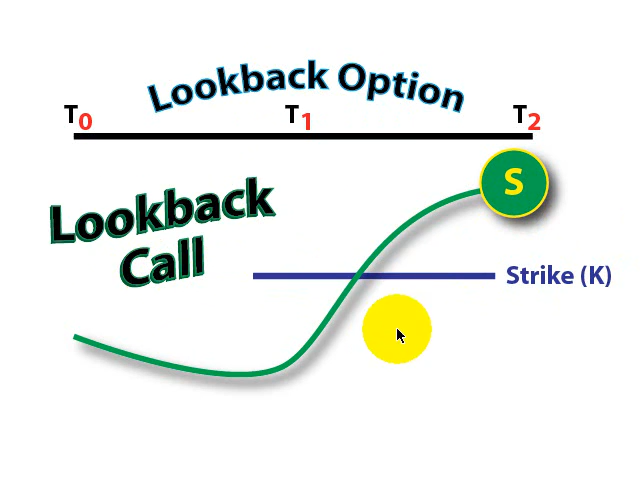 Lookback Option
T0 T1 T2
S
Lookback
Call
Strike (K)